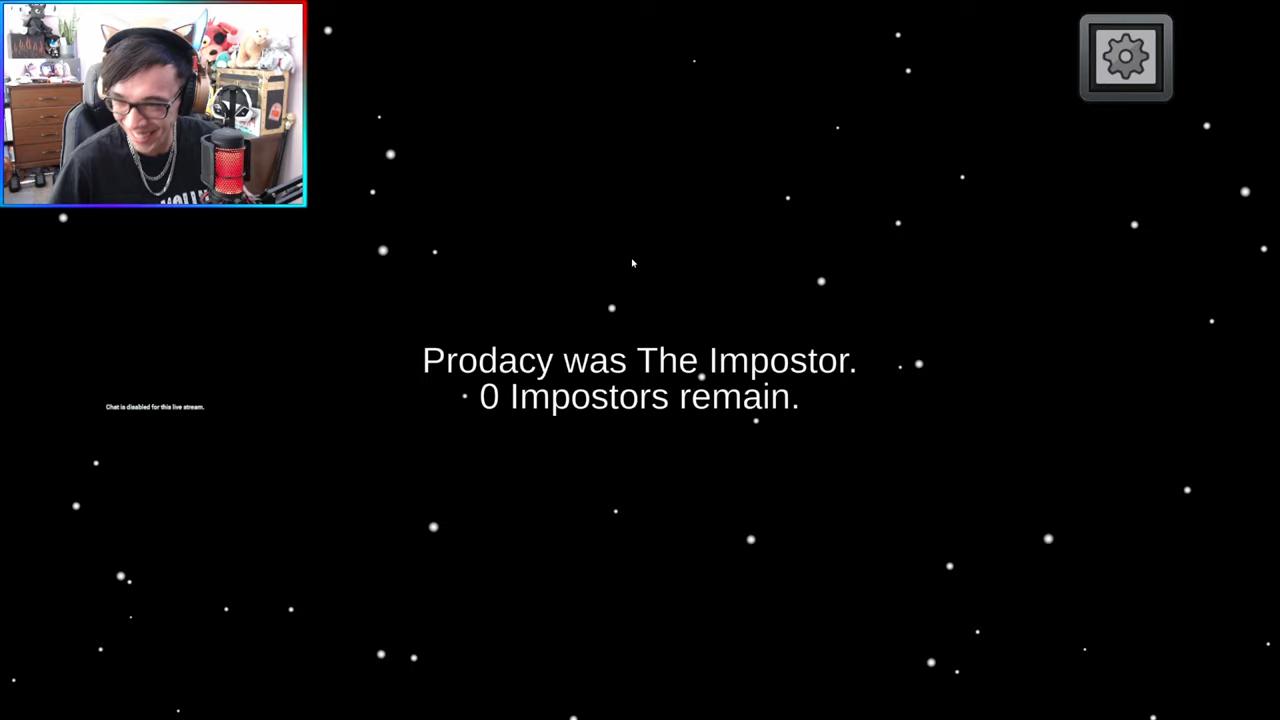 Prodacy was The Impostor.
0 Impostors remain.
Chat is disabled for this live stream.